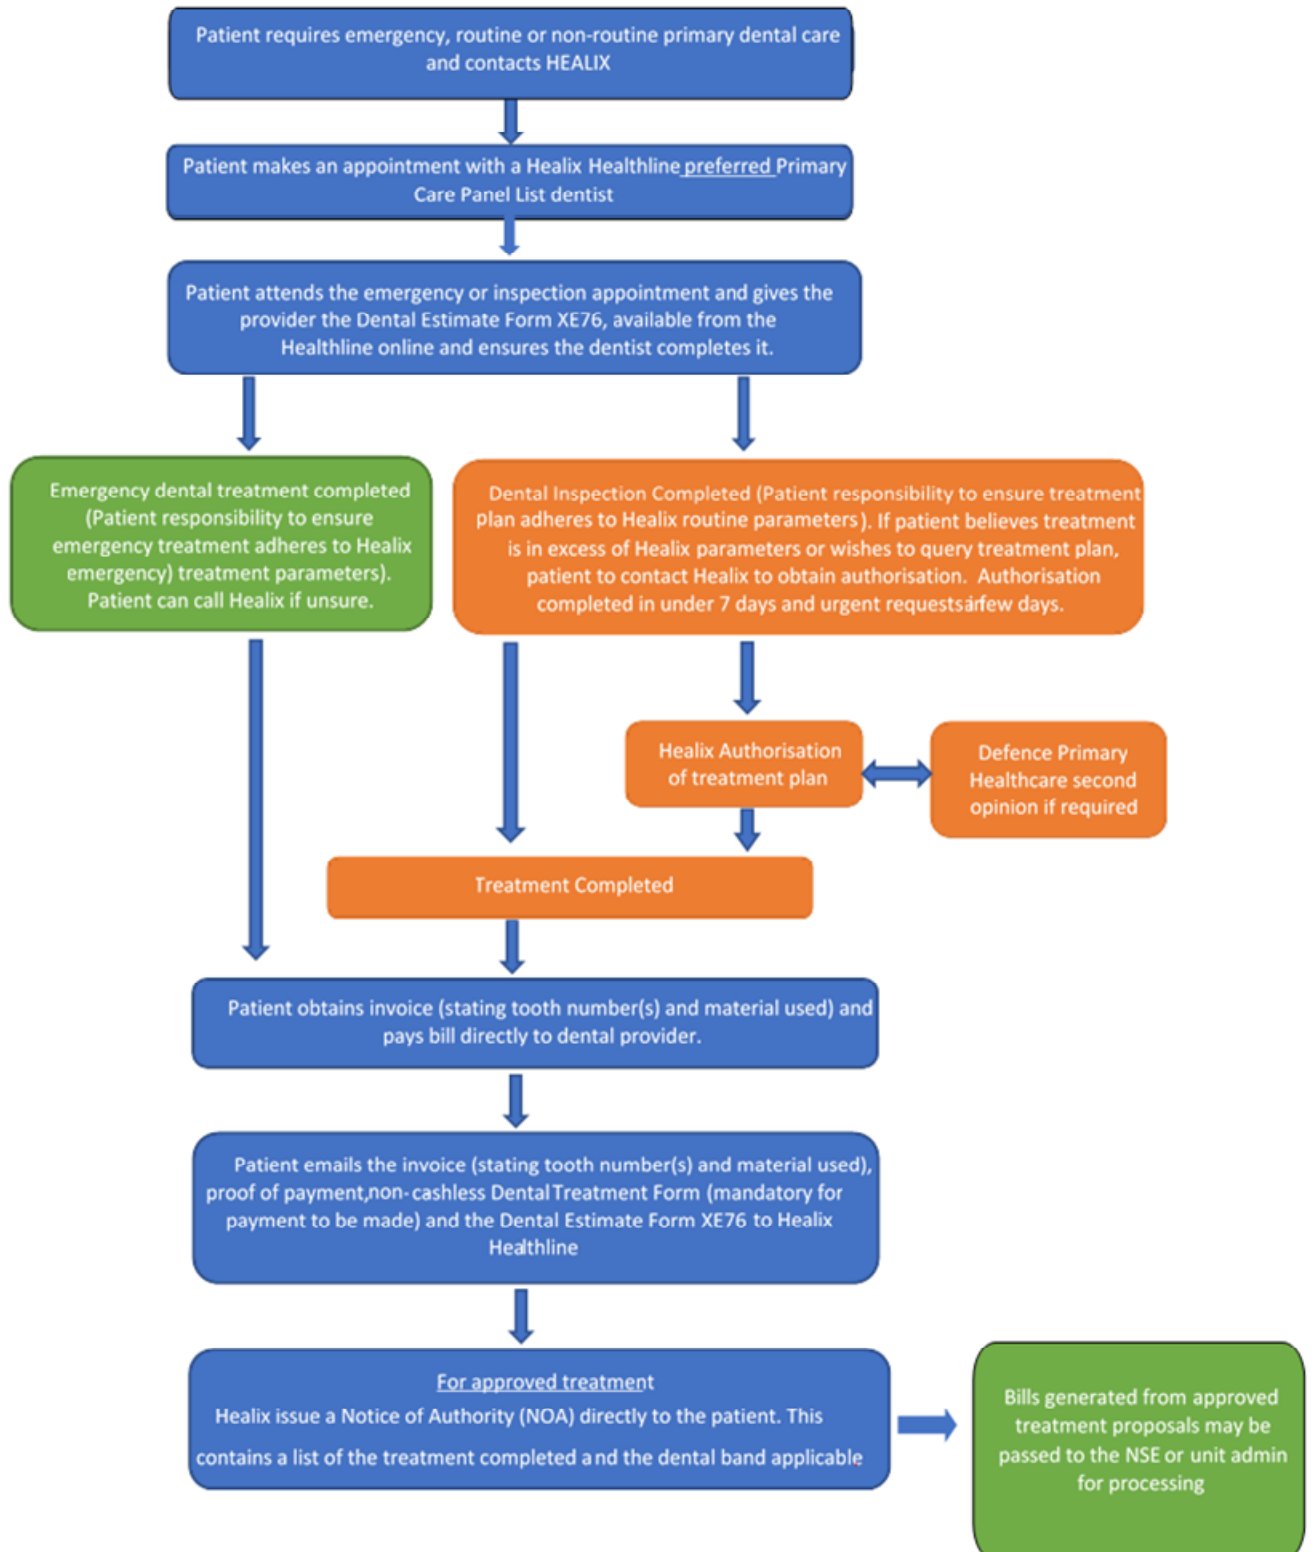 Patient requires emergency, routine or non-routine primary dental care
and contacts HEALIX
Patient makes an appointment with a Healix Healthline preferred Primary
Care Panel List dentist
Patient attends the emergency or inspection appointment and gives the
provider the Dental Estimate Form XE76, available from the
Healthline online and ensures the dentist completes it.
Emergency dental treatment completed
(Patient responsibility to ensure
emergency treatment adheres to Healix
emergency) treatment parameters).
Patient can call Healix if unsure.
Dental Inspection Completed (Patient responsibility to ensure treatment
plan adheres to Healix routine parameters). If patient believes treatment
is in excess of Healix parameters or wishes to query treatment plan,
patient to contact Healix to obtain authorisation. Authorisation
completed in under 7 days and urgent requests in few days.
Healix Authorisation
of treatment plan
Defence Primary
Healthcare second
opinion if required
Treatment Completed
Patient obtains invoice (stating tooth number(s) and material used) and
pays bill directly to dental provider.
Patient emails the invoice (stating tooth number(s) and material used),
proof of payment,non- cashless Dental Treatment Form (mandatory for
payment to be made) and the Dental Estimate Form XE76 to Healix
Healthline
For approved treatment
Healix issue a Notice of Authority (NOA) directly to the patient. This
contains a list of the treatment completed and the dental band applicable.
Bills generated from approved
treatment proposals may be
passed to the NSE or unit admin
for processing